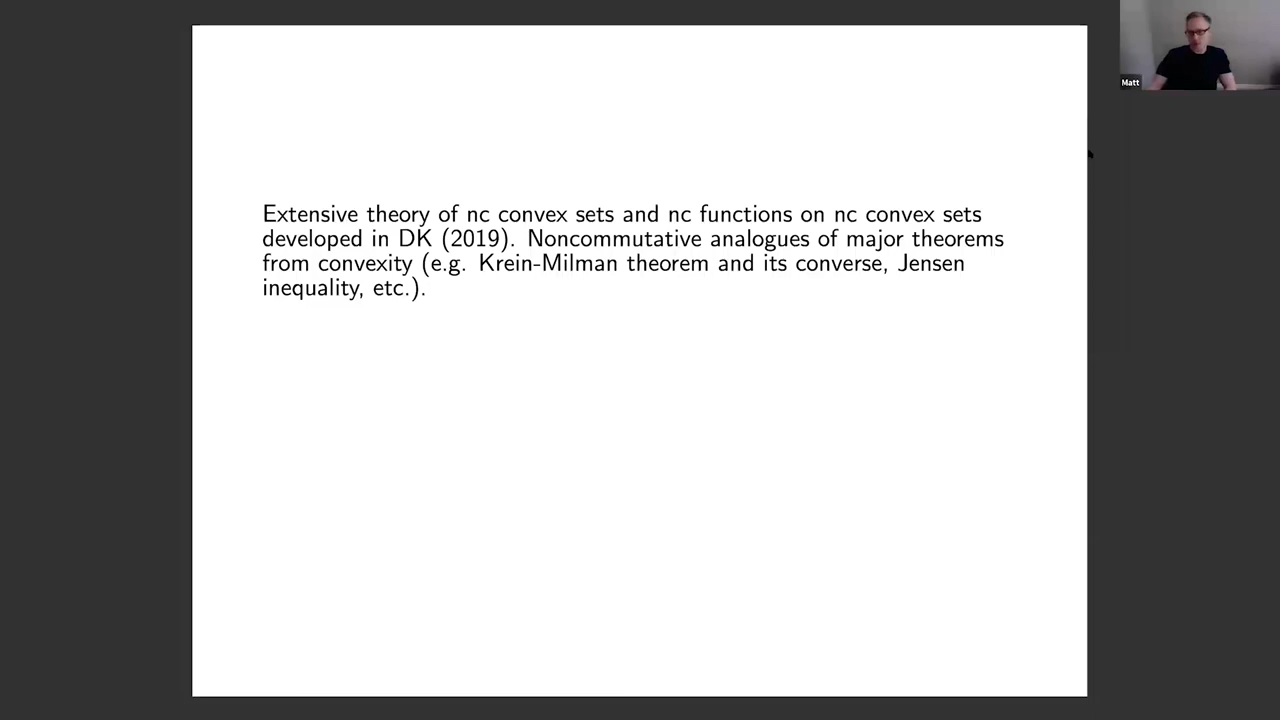 Matt
Extensive theory of nc convex sets and nc functions on nc convex sets
developed in DK (2019). Noncommutative analogues of major theorems
from convexity (e.g. Krein-Milman theorem and its converse, Jensen
inequality, etc.).